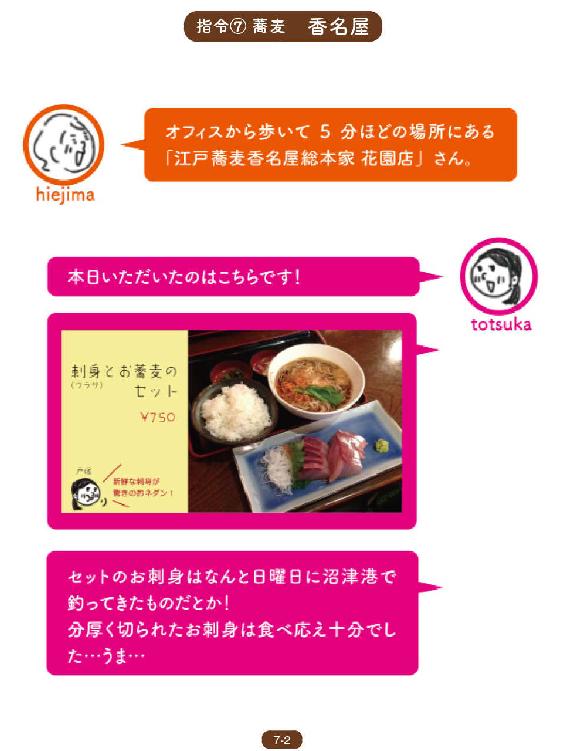 指令⑦ 蕎麦 香名屋
オフィスから歩いて 5 分ほどの場所にある
「江戸蕎麦香名屋総本家 花園店」さん。
hiejima
本日いただいたのはこちらです!
totsuka
刺身とお蕎麦の
(ワラサ)
セット
¥750
戸塚
新鮮な刺身が
驚きのお値ダン!
セットのお刺身はなんと日曜日に沼津港で
釣ってきたものだとか!
分厚く切られたお刺身は食べ応え十分でし
た…うま…
7-2